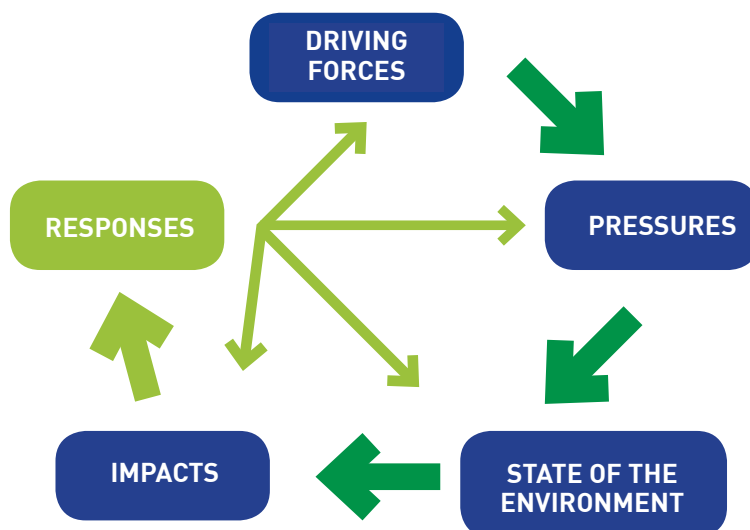 DRIVING
FORCES
RESPONSES
PRESSURES
IMPACTS
STATE OF THE
ENVIRONMENT